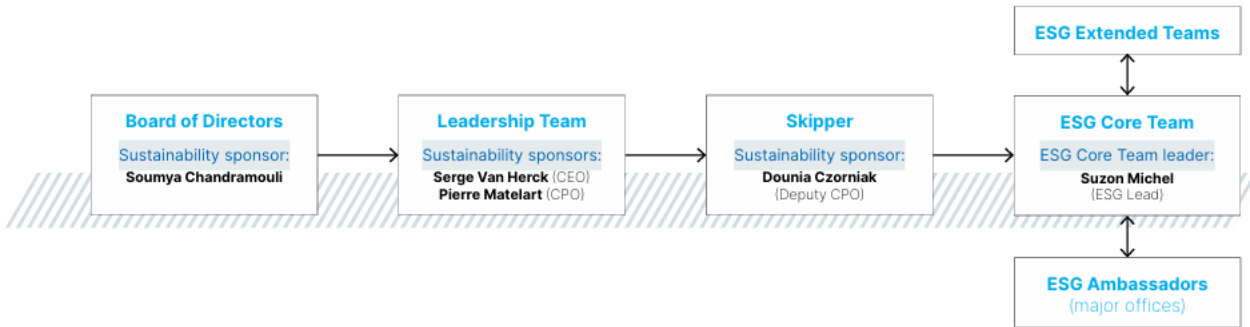 ESG Extended Teams
Board of Directors
Sustainability sponsor:
Soumya Chandramouli
Leadership Team
Sustainability sponsors:
Serge Van Herck (CEO)
Pierre Matelart (CPO)
Skipper
Sustainability sponsor:
Dounia Czorniak
(Deputy CPO)
ESG Core Team
ESG Core Team leader:
Suzon Michel
(ESG Lead)
ESG Ambassadors
(major offices)